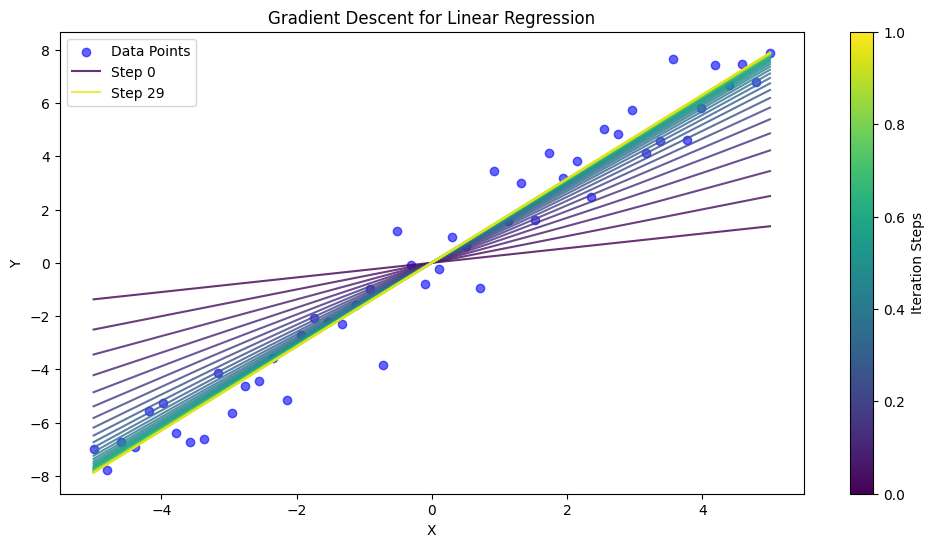 Gradient Descent for Linear Regression
Data Points
Step 0
Step 29
8
6
4
2
0
−2
−4
−6
−8
Y
−4
−2
0
2
4
X
1.0
0.8
0.6
0.4
0.2
0.0
Iteration Steps